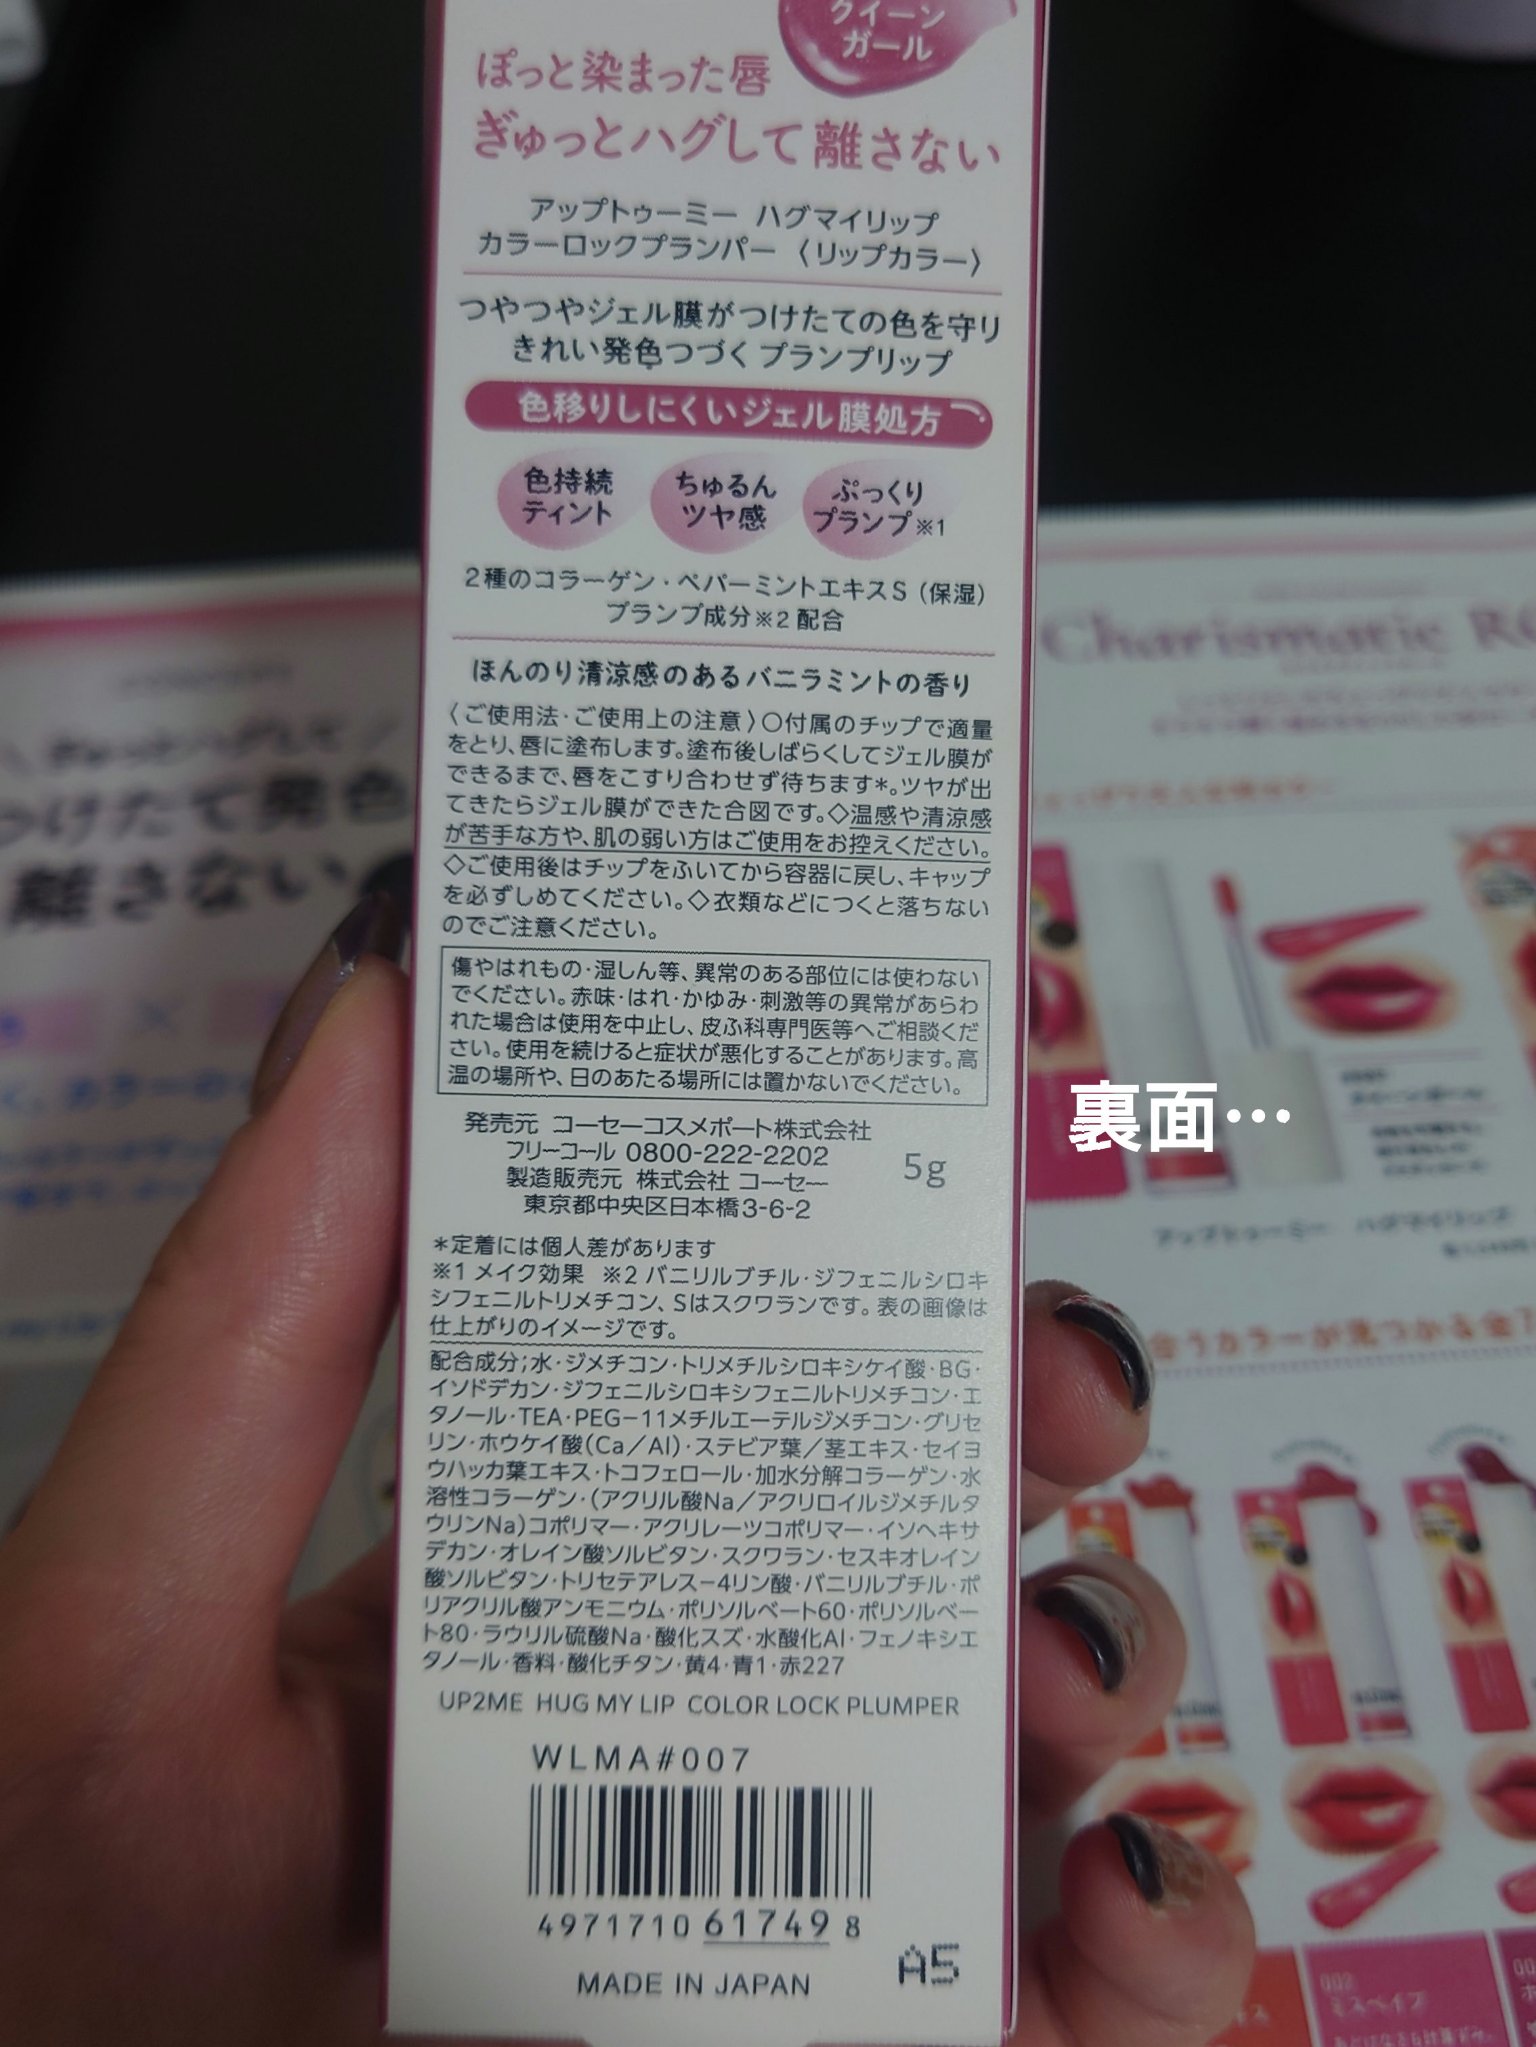 クイーン
ガール
ぽっと染まった唇
ぎゅっとハグして離さない
アップトゥーミー ハグマイリップ
カラーロックプランパー 〈リップカラー〉
つやつやジェル膜がつけたての色を守り
きれい発色つづくプランプリップ
色移りしにくいジェル膜処方
色持続
ティント
ちゅるん
ツヤ感
ぷっくり
プランプ※1
2種のコラーゲン・ペパーミントエキスS（保湿）
プランプ成分※2 配合
ほんのり清涼感のあるバニラミントの香り
〈ご使用法・ご使用上の注意〉○付属のチップで適量
をとり、唇に塗布します。塗布後しばらくしてジェル膜が
できるまで、唇をこすり合わせず待ちます*。ツヤが出
てきたらジェル膜ができた合図です。◇温感や清涼感
が苦手な方や、肌の弱い方はご使用をお控えください。
◇ご使用後はチップをふいてから容器に戻し、キャップ
を必ずしめてください。◇衣類などにつくと落ちない
のでご注意ください。
傷やはれもの・湿しん等、異常のある部位には使わない
でください。赤味・はれ・かゆみ・刺激等の異常があらわ
れた場合は使用を中止し、皮ふ科専門医等へご相談くだ
さい。使用を続けると症状が悪化することがあります。高
温の場所や、日のあたる場所には置かないでください。
発売元 コーセーコスメポート株式会社
フリーコール 0800-222-2202
製造販売元 株式会社 コーセー
東京都中央区日本橋3-6-2
5g
*定着には個人差があります
※1 メイク効果 ※2 バニリルブチル・ジフェニルシロキ
シフェニルトリメチコン、Sはスクワランです。表の画像は
仕上がりのイメージです。
配合成分；水・ジメチコン・トリメチルシロキシケイ酸・BG・
イソドデカン・ジフェニルシロキシフェニルトリメチコン・エ
タノール・TEA・PEG-11メチルエーテルジメチコン・グリセ
リン・ホウケイ酸(Ca/Al)・ステビア葉/茎エキス・セイヨ
ウハッカ葉エキス・トコフェロール・加水分解コラーゲン・水
溶性コラーゲン・(アクリル酸Na/アクリロイルジメチルタ
ウリンNa)コポリマー・アクリレーツコポリマー・イソヘキサ
デカン・オレイン酸ソルビタン・スクワラン・セスキオレイン
酸ソルビタン・トリセテアレス-4リン酸・バニリルブチル・ポ
リアクリル酸アンモニウム・ポリソルベート60・ポリソルベー
ト80・ラウリル硫酸Na・酸化スズ・水酸化Al・フェノキシエ
タノール・香料・酸化チタン・黄4・青1・赤227
UP2ME HUG MY LIP COLOR LOCK PLUMPER
WLMA#007
4971710 61749 8
MADE IN JAPAN
A5
裏面…
Charismatic
つけたて発色
離さない
アップトゥーミー ハグマイリップ
合うカラーが見つかる全
002
ミスベイブ